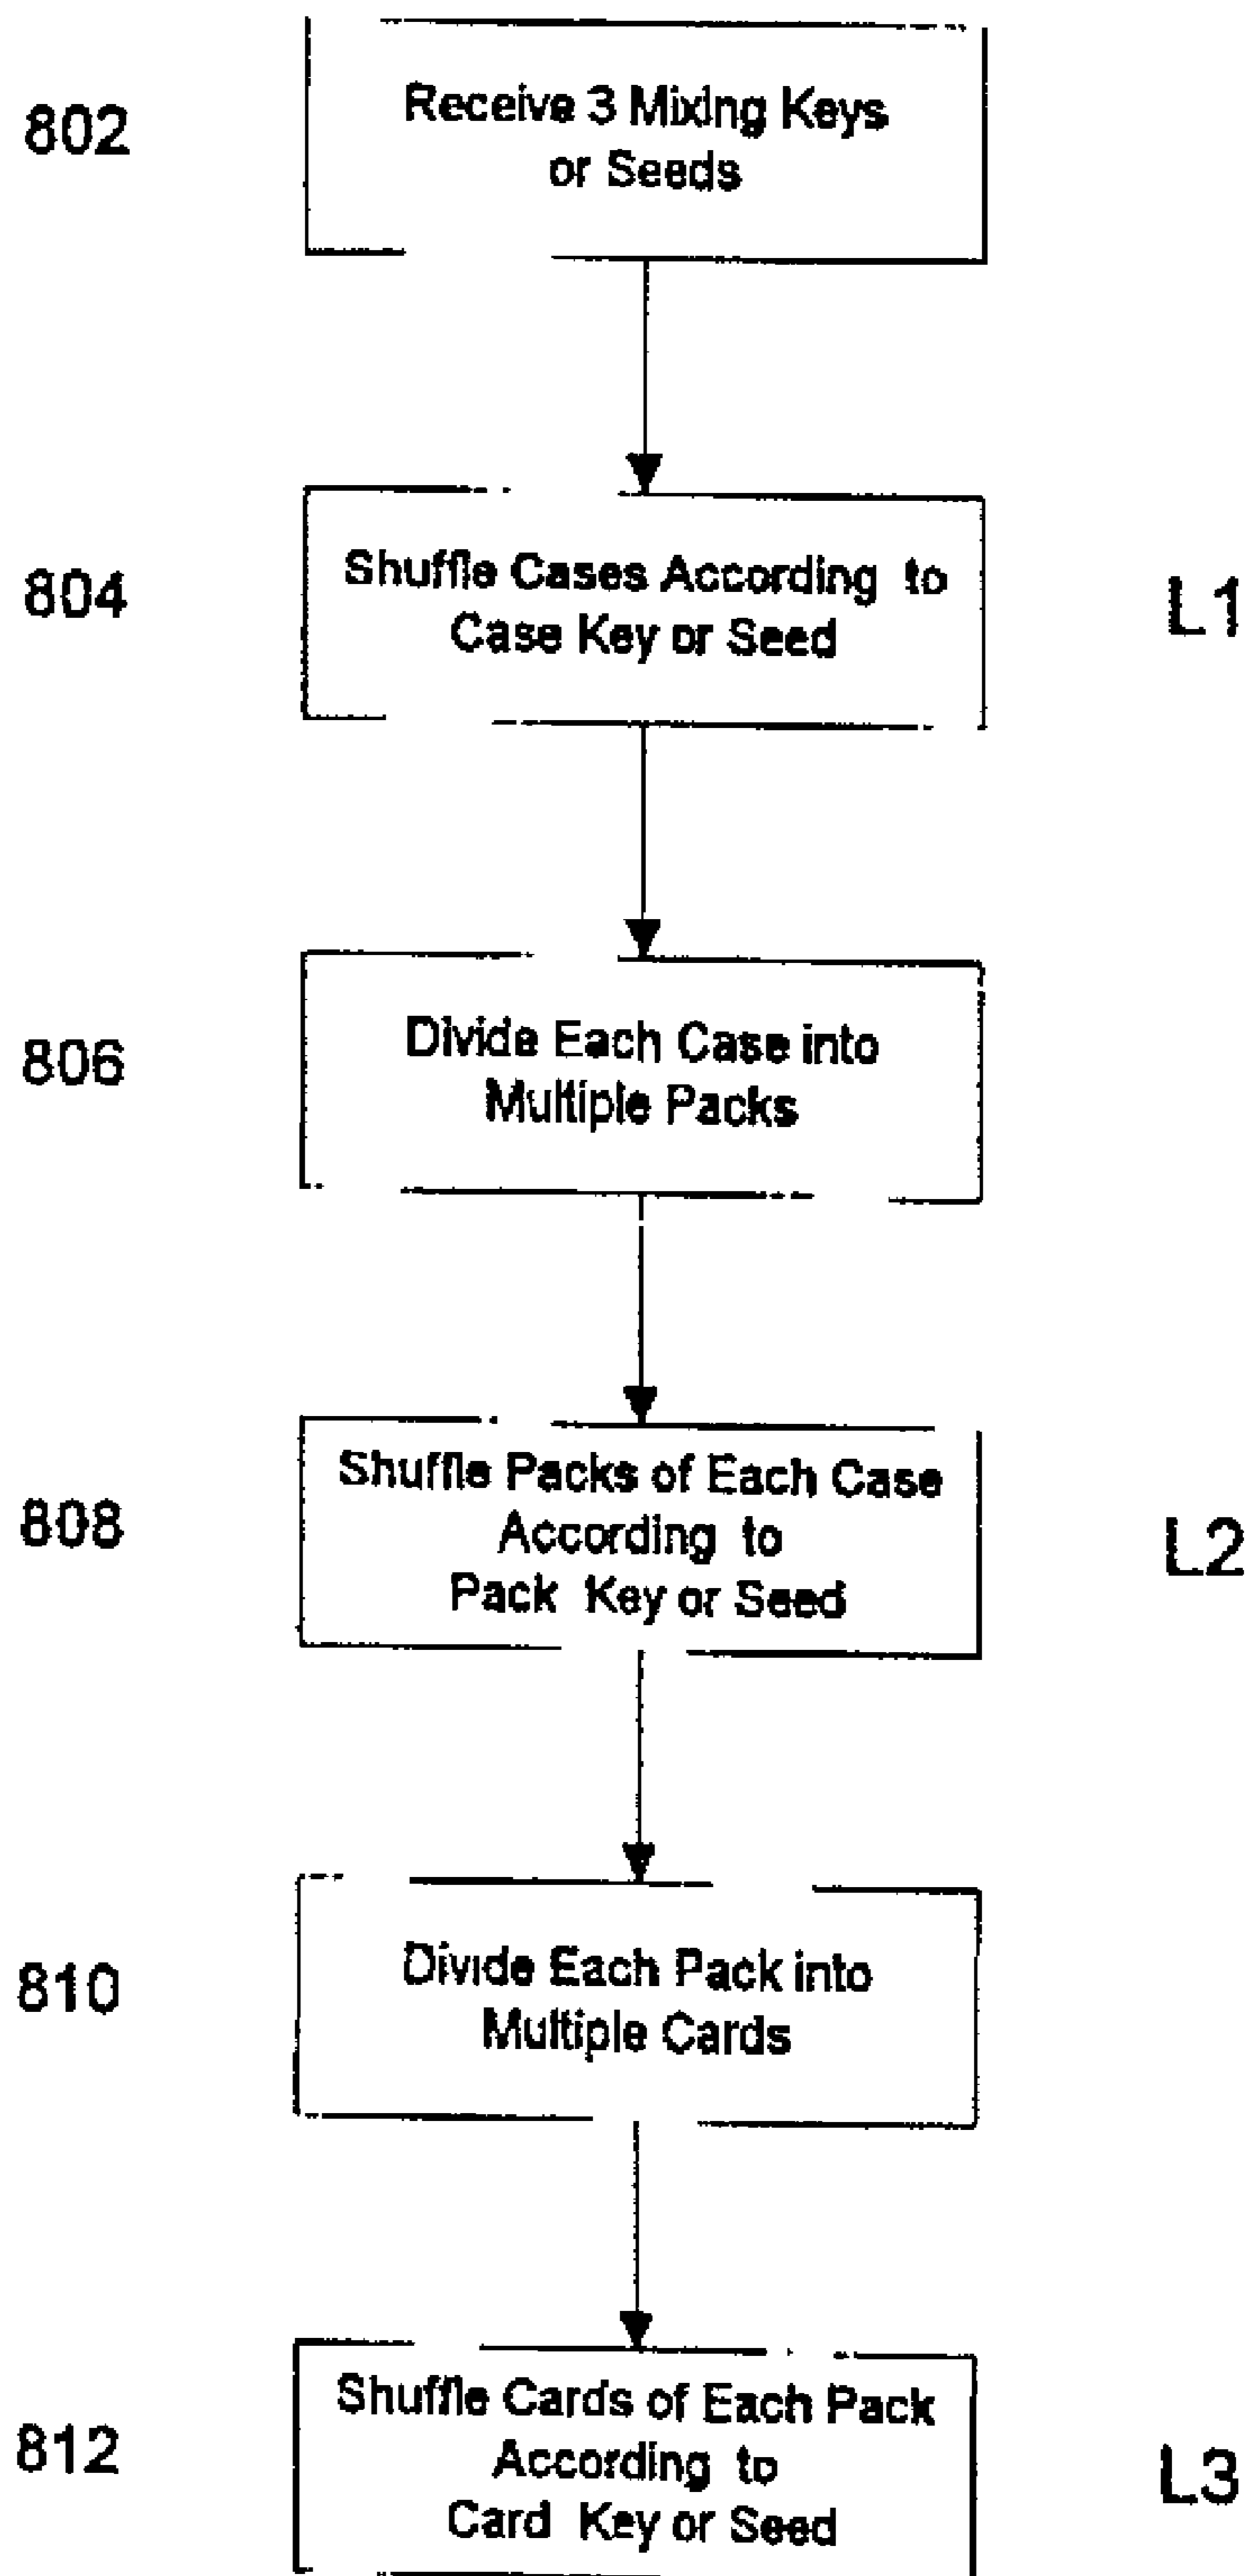 802
Receive 3 Mixing Keys
or Seeds
804
Shuffle Cases According to
Case Key or Seed
L1
806
Divide Each Case into
Multiple Packs
808
Shuffle Packs of Each Case
According to
Pack Key or Seed
L2
810
Divide Each Pack into
Multiple Cards
812
Shuffle Cards of Each Pack
According to
Card Key or Seed
L3